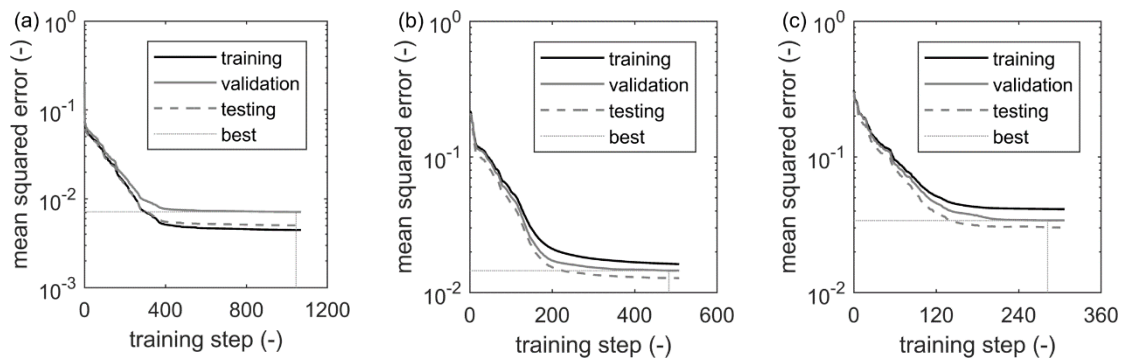 (a)
mean squared error (-)
10^0
10^-1
10^-2
10^-3
training
validation
testing
best
0 400 800 1200
training step (-)
(b)
mean squared error (-)
10^0
10^-1
10^-2
training
validation
testing
best
0 200 400 600
training step (-)
(c)
mean squared error (-)
10^0
10^-1
10^-2
training
validation
testing
best
0 120 240 360
training step (-)